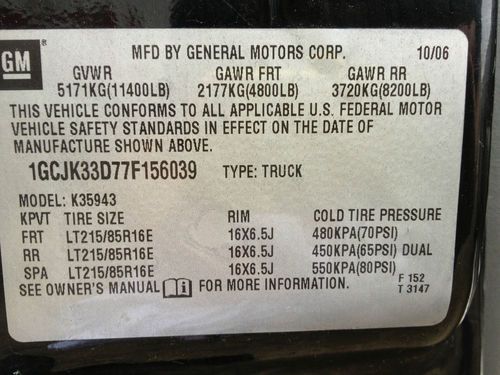 GM
MFD BY GENERAL MOTORS CORP. 10/06
GVWR GAWR FRT GAWR RR
5171KG(11400LB) 2177KG(4800LB) 3720KG(8200LB)
THIS VEHICLE CONFORMS TO ALL APPLICABLE U.S. FEDERAL MOTOR
VEHICLE SAFETY STANDARDS IN EFFECT ON THE DATE OF
MANUFACTURE SHOWN ABOVE.
1GCJK33D77F156039 TYPE: TRUCK
MODEL: K35943
KPVT TIRE SIZE RIM COLD TIRE PRESSURE
FRT LT215/85R16E 16X6.5J 480KPA(70PSI)
RR LT215/85R16E 16X6.5J 450KPA(65PSI) DUAL
SPA LT215/85R16E 16X6.5J 550KPA(80PSI)
SEE OWNER'S MANUAL FOR MORE INFORMATION.
F 152
T 3147